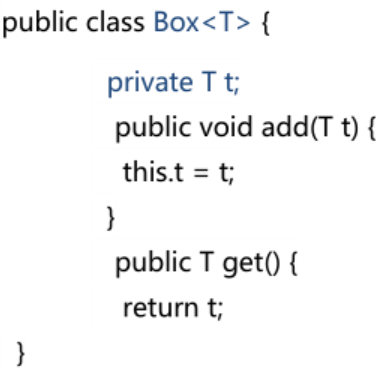 public class Box<T> {
private T t;
public void add(T t) {
this.t = t;
}
public T get() {
return t;
}